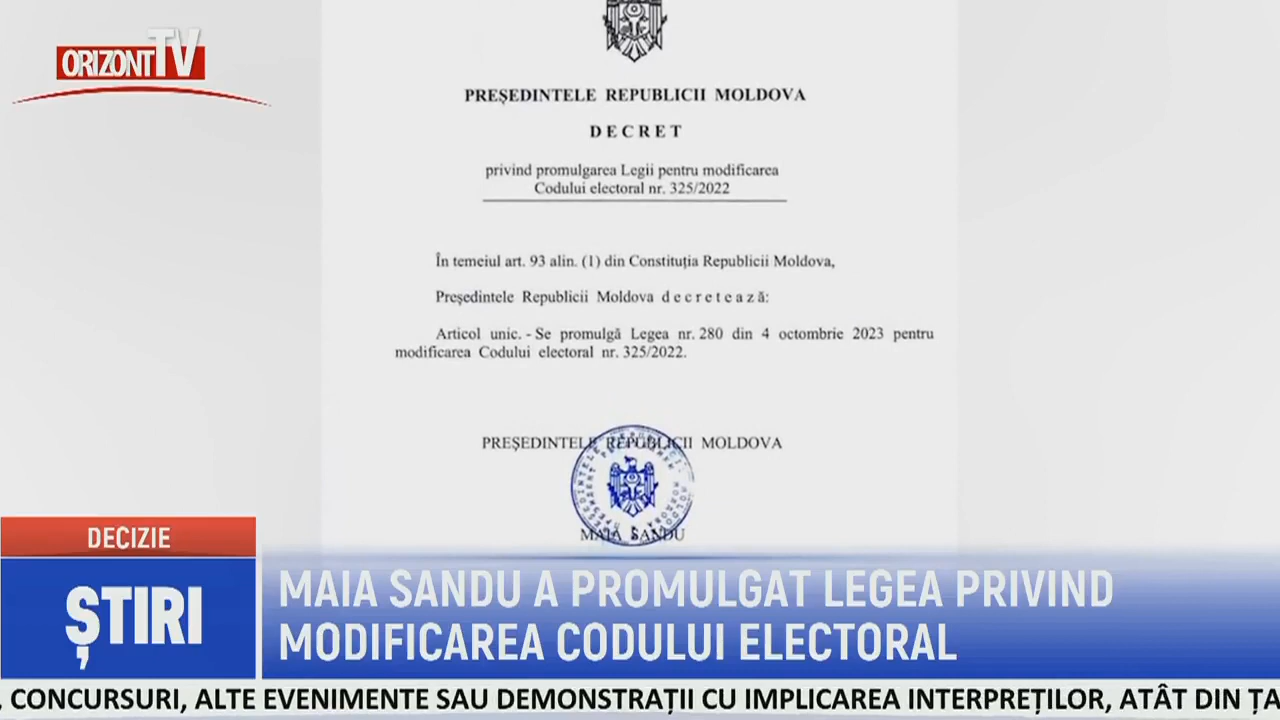 ORIZONT TV
PREȘEDINTELE REPUBLICII MOLDOVA
DECRET
privind promulgarea Legii pentru modificarea
Codului electoral nr. 325/2022
În temeiul art. 93 alin. (1) din Constituția Republicii Moldova,
Președintele Republicii Moldova decretează:
Articol unic. - Se promulgă Legea nr. 280 din 4 octombrie 2023 pentru
modificarea Codului electoral nr. 325/2022.
PREȘEDINTELE REPUBLICII MOLDOVA
MAIA SANDU
DECIZIE
ȘTIRI
MAIA SANDU A PROMULGAT LEGEA PRIVIND
MODIFICAREA CODULUI ELECTORAL
, CONCURSURI, ALTE EVENIMENTE SAU DEMONSTRAȚII CU IMPLICAREA INTERPREȚILOR, ATÂT DIN ȚA